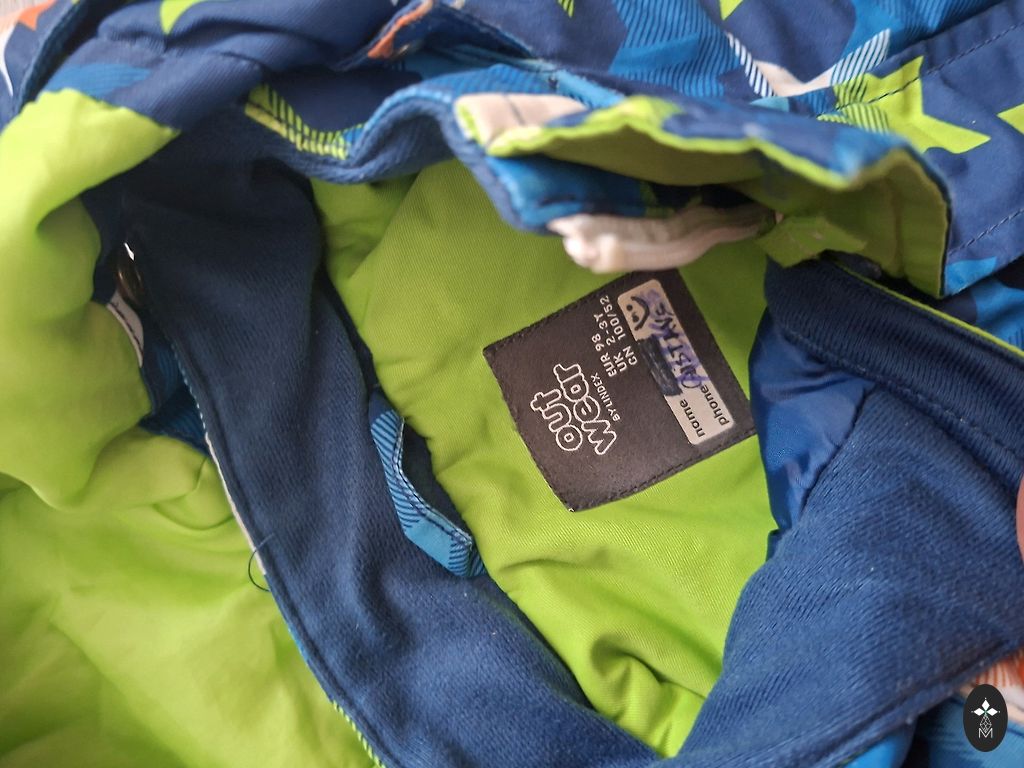 out
wear
BY LINDEX
EUR 98
UK 2-3Y
CN 100/52
name
phone
M